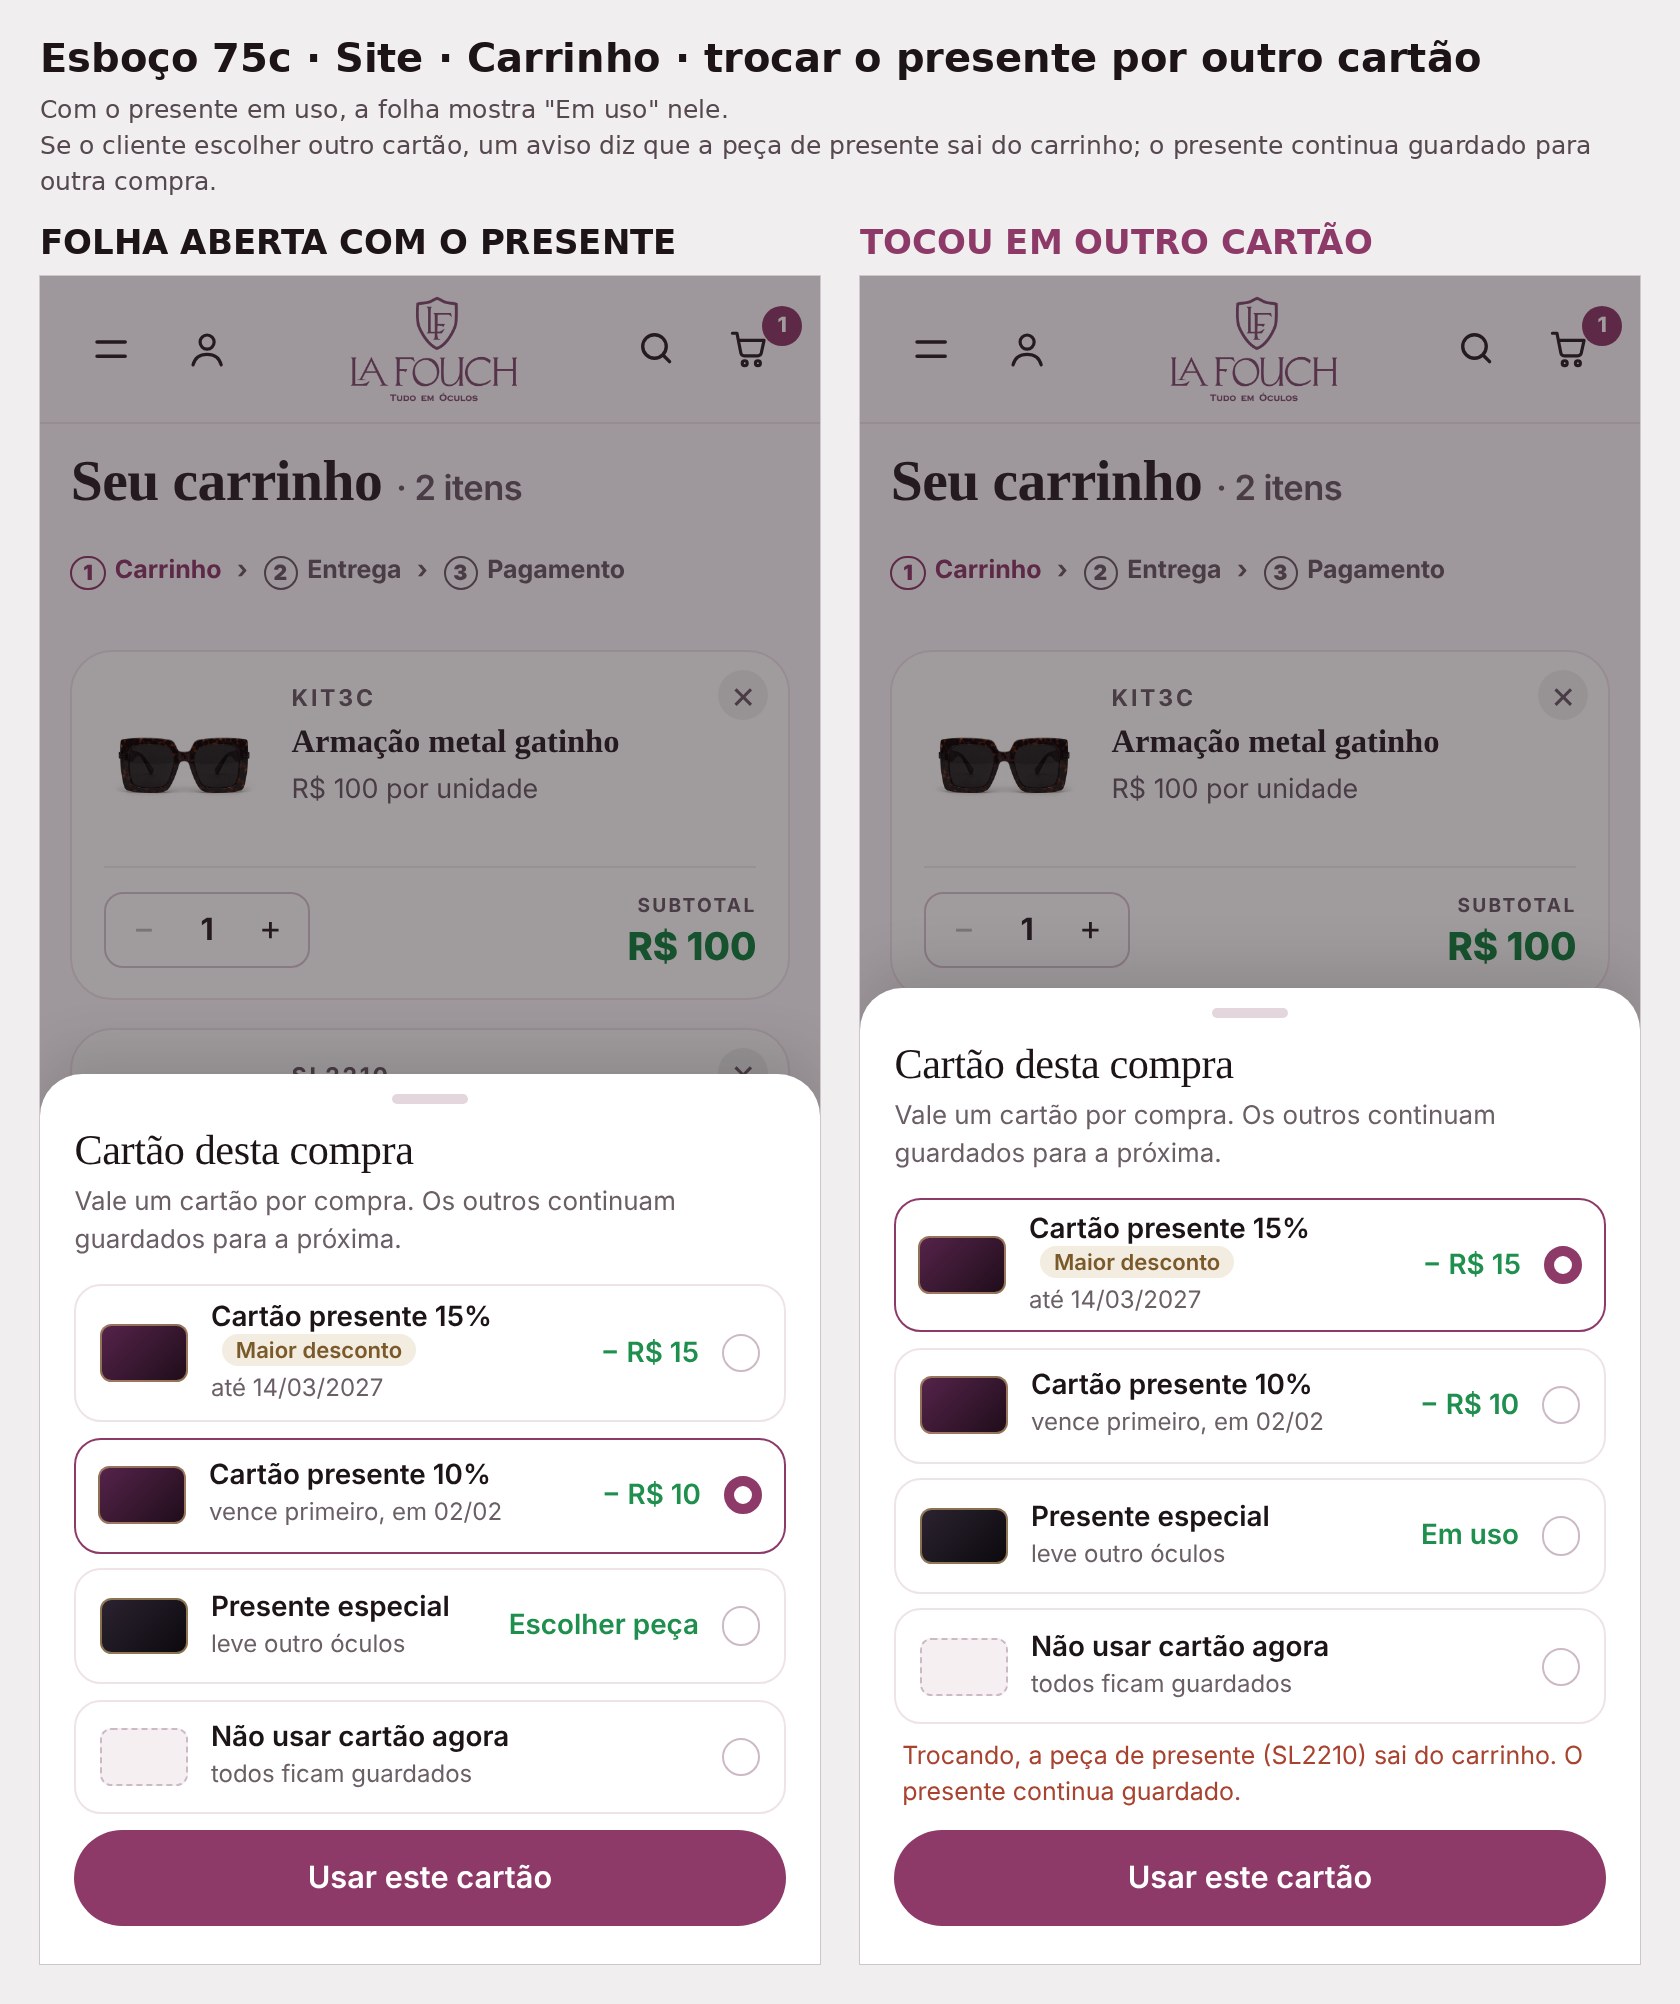 Esboço 75c · Site · Carrinho · trocar o presente por outro cartão
Com o presente em uso, a folha mostra "Em uso" nele.
Se o cliente escolher outro cartão, um aviso diz que a peça de presente sai do carrinho; o presente continua guardado para
outra compra.
FOLHA ABERTA COM O PRESENTE
LF
1
LA FOUCH
Tudo em Óculos
Seu carrinho · 2 itens
1 Carrinho › 2 Entrega › 3 Pagamento
KIT3C
Armação metal gatinho
R$ 100 por unidade
SUBTOTAL
− 1 + R$ 100
SL2210
Cartão desta compra
Vale um cartão por compra. Os outros continuam
guardados para a próxima.
Cartão presente 15%
Maior desconto − R$ 15
até 14/03/2027
Cartão presente 10%
− R$ 10
vence primeiro, em 02/02
Presente especial
Escolher peça
leve outro óculos
Não usar cartão agora
todos ficam guardados
Usar este cartão
TOCOU EM OUTRO CARTÃO
LF
1
LA FOUCH
Tudo em Óculos
Seu carrinho · 2 itens
1 Carrinho › 2 Entrega › 3 Pagamento
KIT3C
Armação metal gatinho
R$ 100 por unidade
SUBTOTAL
− 1 + R$ 100
Cartão desta compra
Vale um cartão por compra. Os outros continuam
guardados para a próxima.
Cartão presente 15%
Maior desconto − R$ 15
até 14/03/2027
Cartão presente 10%
− R$ 10
vence primeiro, em 02/02
Presente especial
Em uso
leve outro óculos
Não usar cartão agora
todos ficam guardados
Trocando, a peça de presente (SL2210) sai do carrinho. O
presente continua guardado.
Usar este cartão